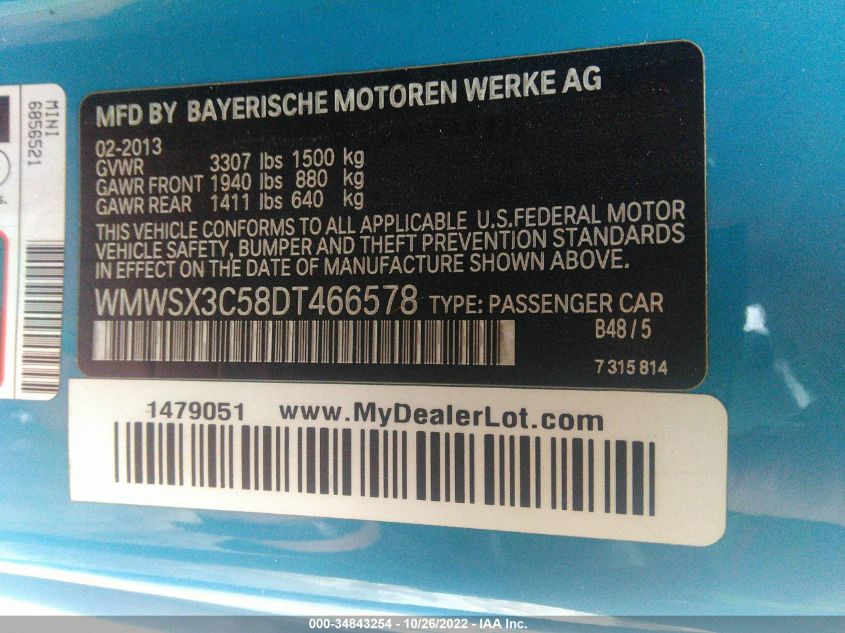 MINI
6856521
s.
MFD BY BAYERISCHE MOTOREN WERKE AG
02-2013
GVWR 3307 lbs 1500 kg
GAWR FRONT 1940 lbs 880 kg
GAWR REAR 1411 lbs 640 kg
THIS VEHICLE CONFORMS TO ALL APPLICABLE U.S.FEDERAL MOTOR
VEHICLE SAFETY, BUMPER AND THEFT PREVENTION STANDARDS
IN EFFECT ON THE DATE OF MANUFACTURE SHOWN ABOVE.
WMWSX3C58DT466578 TYPE: PASSENGER CAR
B48 / 5
7 315 814
1479051 www.MyDealerLot.com
000-34843254 | 10/26/2022 - IAA Inc.